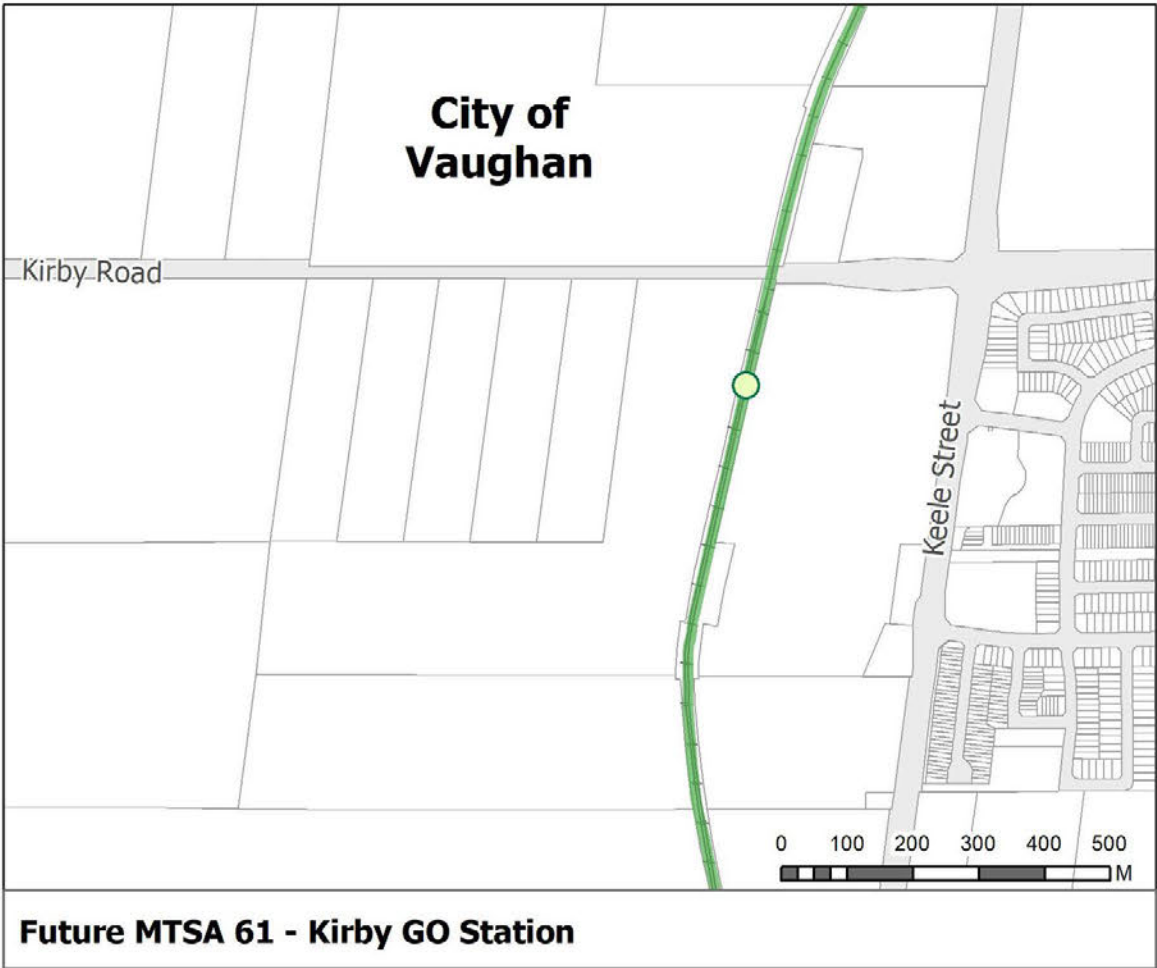 City of
Vaughan
Kirby Road
Keele Street
0 100 200 300 400 500
M
Future MTSA 61 - Kirby GO Station